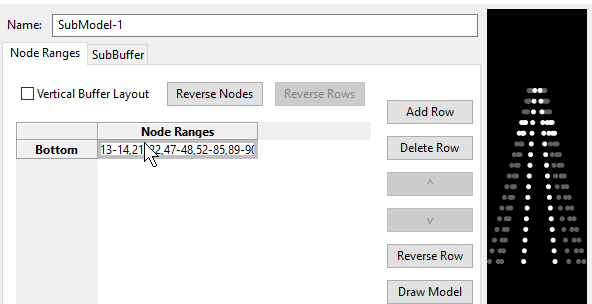 Name: SubModel-1
Node Ranges SubBuffer
Vertical Buffer Layout Reverse Nodes Reverse Rows
Add Row
Node Ranges
Bottom 13-14,21 22,47-48,52-85,89-90
Delete Row
^
v
Reverse Row
Draw Model